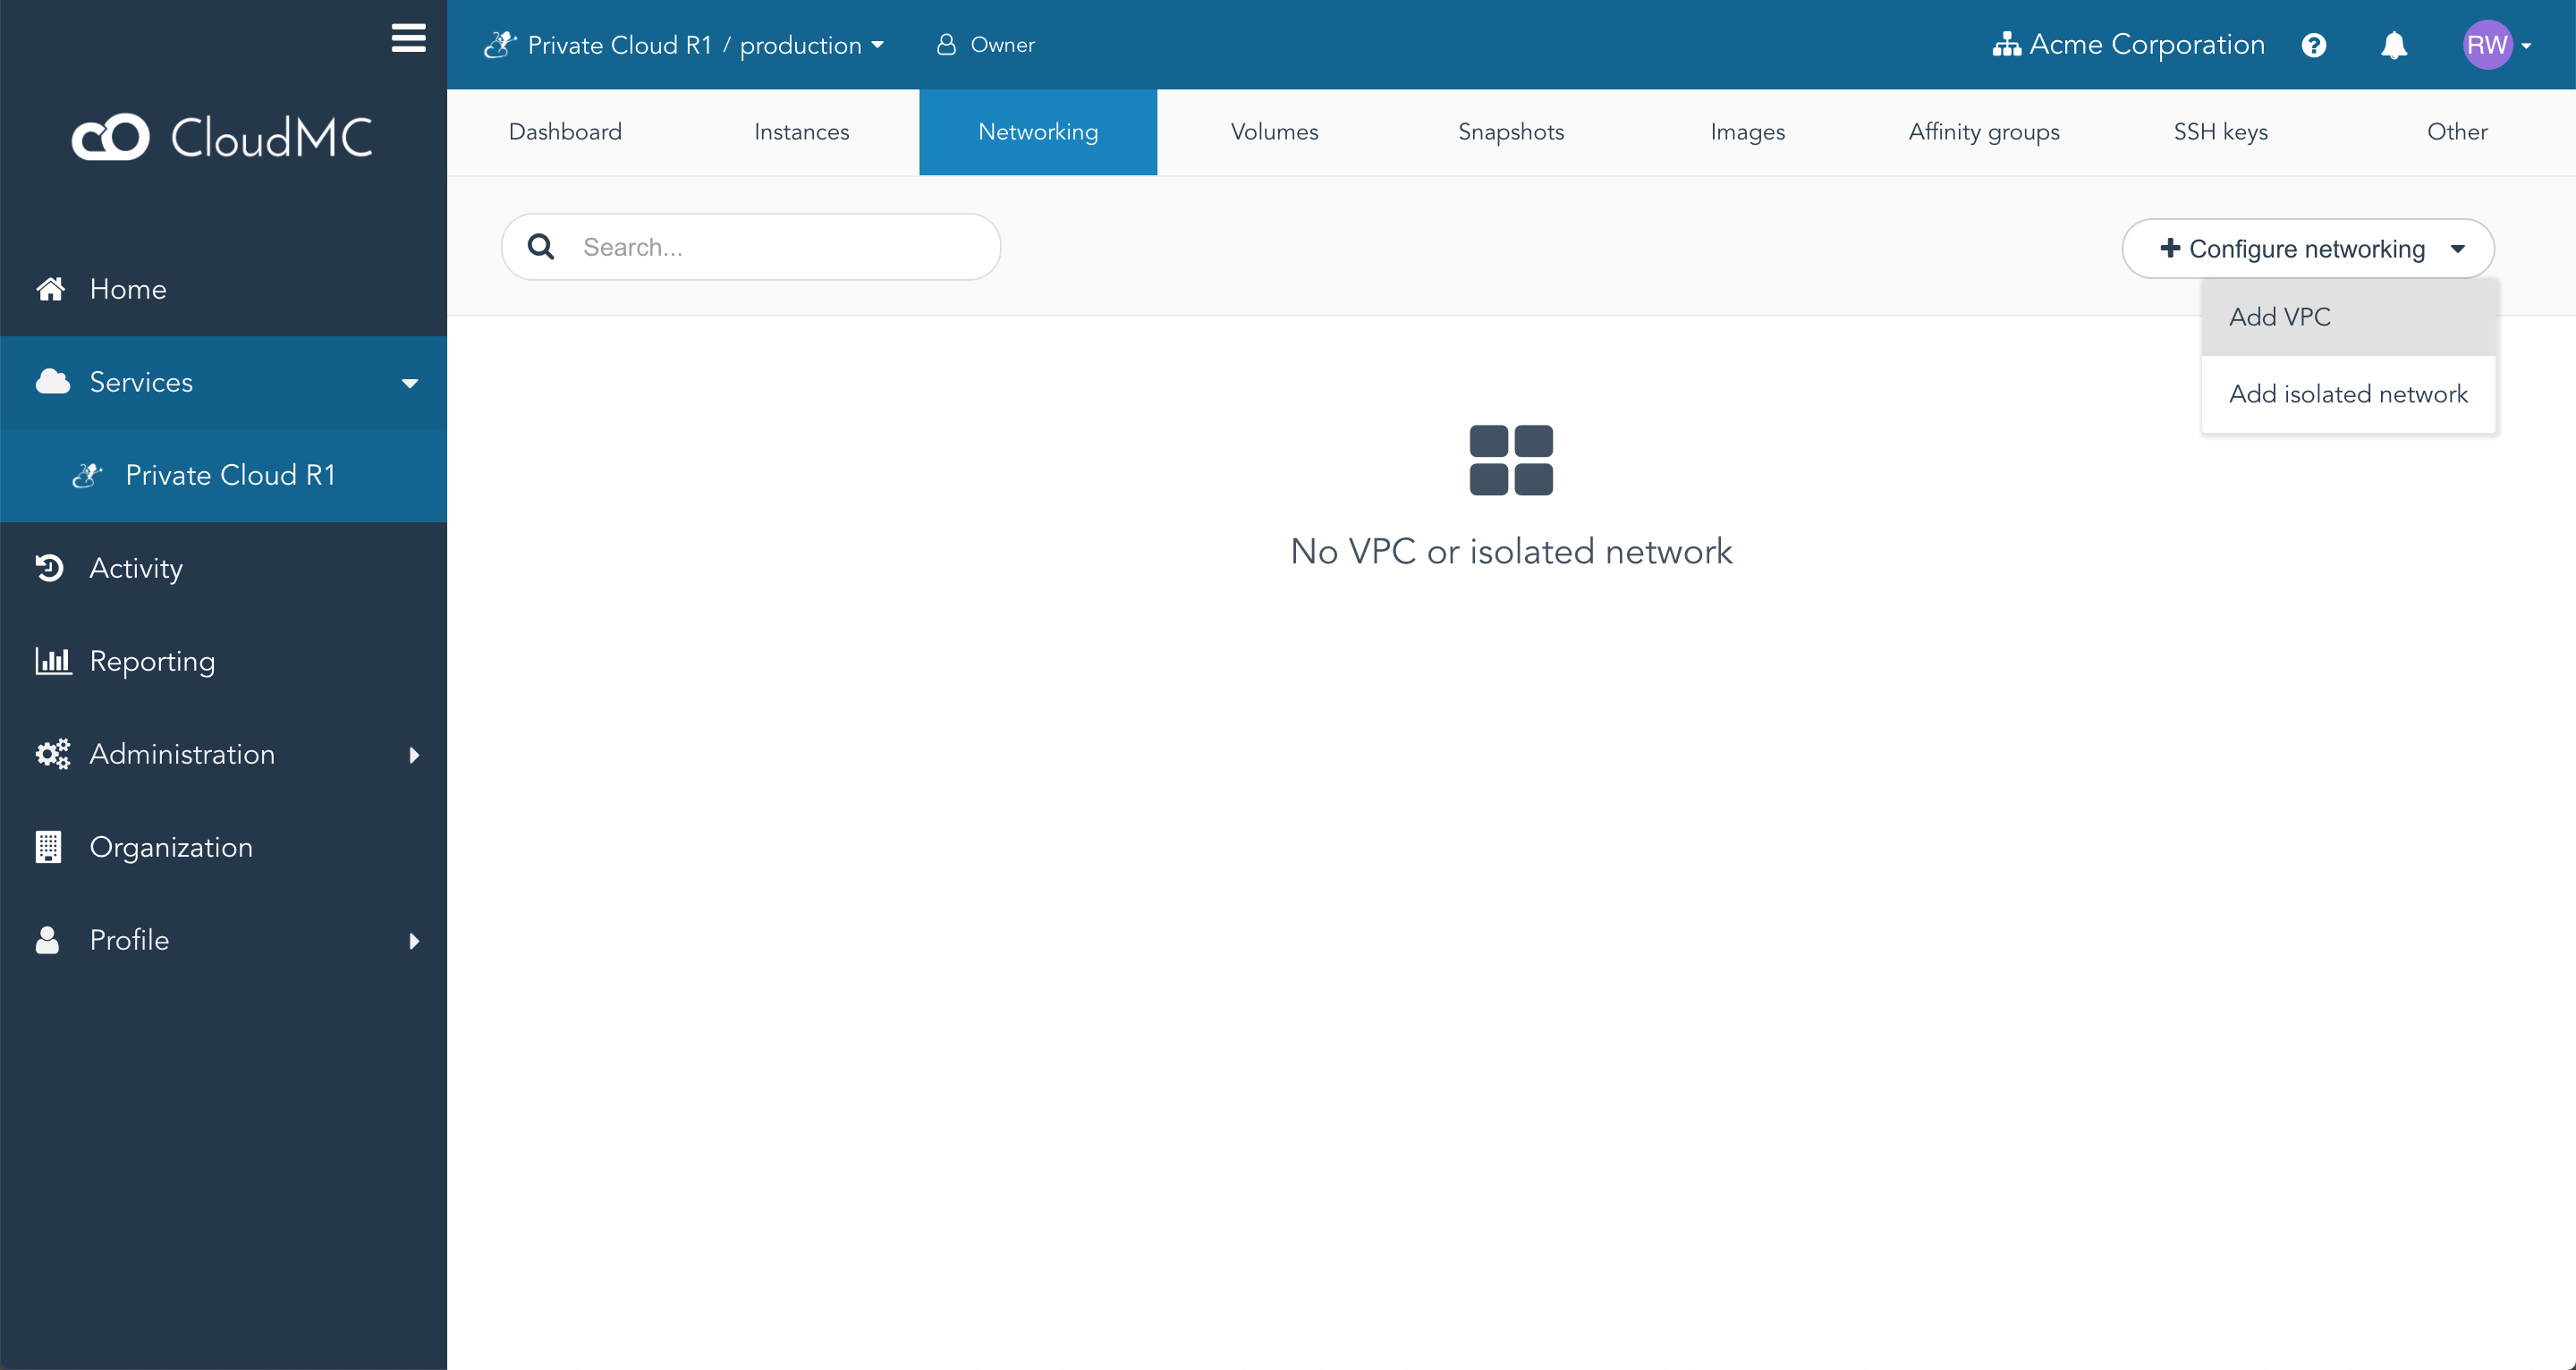 CloudMC
Home
Services
Private Cloud R1
Activity
Reporting
Administration
Organization
Profile
Private Cloud R1 / production
Owner
Acme Corporation
RW
Dashboard
Instances
Networking
Volumes
Snapshots
Images
Affinity groups
SSH keys
Other
Search...
Configure networking
Add VPC
Add isolated network
No VPC or isolated network